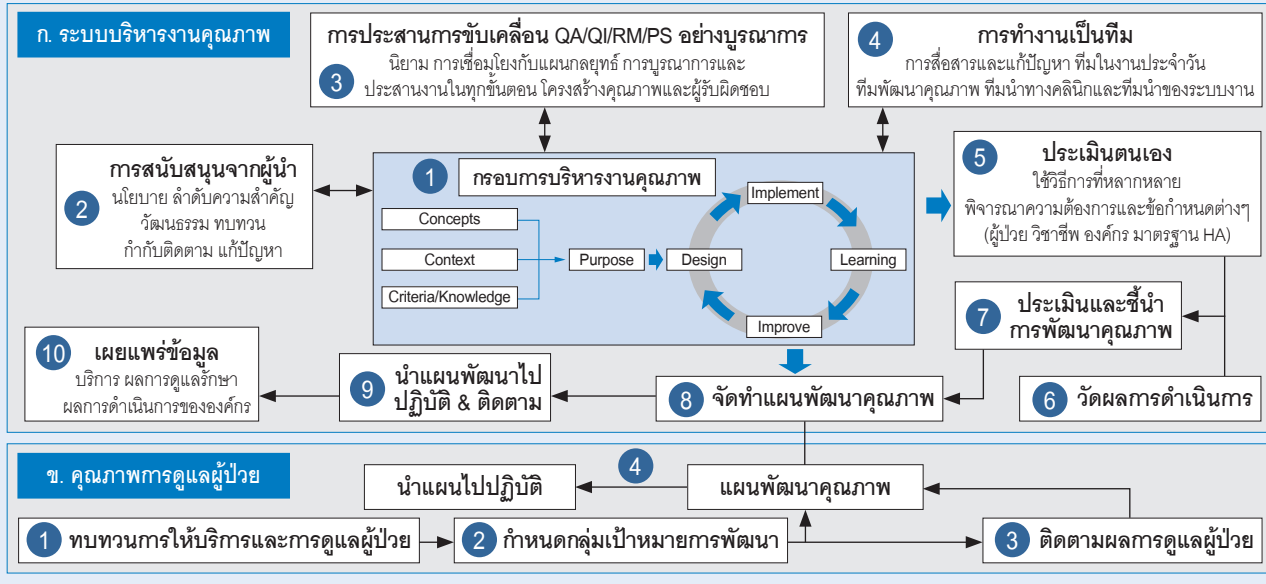 ก. ระบบบริหารงานคุณภาพ
การประสานการขับเคลื่อน QA/QI/RM/PS อย่างบูรณาการ
3
นิยาม การเชื่อมโยงกับแผนกลยุทธ์ การบูรณาการและ
ประสานงานในทุกขั้นตอน โครงสร้างคุณภาพและผู้รับผิดชอบ
4
การทำงานเป็นทีม
การสื่อสารและแก้ปัญหา ทีมในงานประจำวัน
ทีมพัฒนาคุณภาพ ทีมนำทางคลินิกและทีมนำของระบบงาน
2
การสนับสนุนจากผู้นำ
นโยบาย ลำดับความสำคัญ
วัฒนธรรม ทบทวน
กำกับติดตาม แก้ปัญหา
1
กรอบการบริหารงานคุณภาพ
Concepts
Context
Criteria/Knowledge
Purpose
Design
Implement
Learning
Improve
5
ประเมินตนเอง
ใช้วิธีการที่หลากหลาย
พิจารณาความต้องการและข้อกำหนดต่างๆ
(ผู้ป่วย วิชาชีพ องค์กร มาตรฐาน HA)
7
ประเมินและชี้นำ
การพัฒนาคุณภาพ
10
เผยแพร่ข้อมูล
บริการ ผลการดูแลรักษา
ผลการดำเนินการขององค์กร
9
นำแผนพัฒนาไป
ปฏิบัติ & ติดตาม
8 จัดทำแผนพัฒนาคุณภาพ
6 วัดผลการดำเนินการ
ข. คุณภาพการดูแลผู้ป่วย
นำแผนไปปฏิบัติ
4
แผนพัฒนาคุณภาพ
1 ทบทวนการให้บริการและการดูแลผู้ป่วย
2 กำหนดกลุ่มเป้าหมายการพัฒนา
3 ติดตามผลการดูแลผู้ป่วย